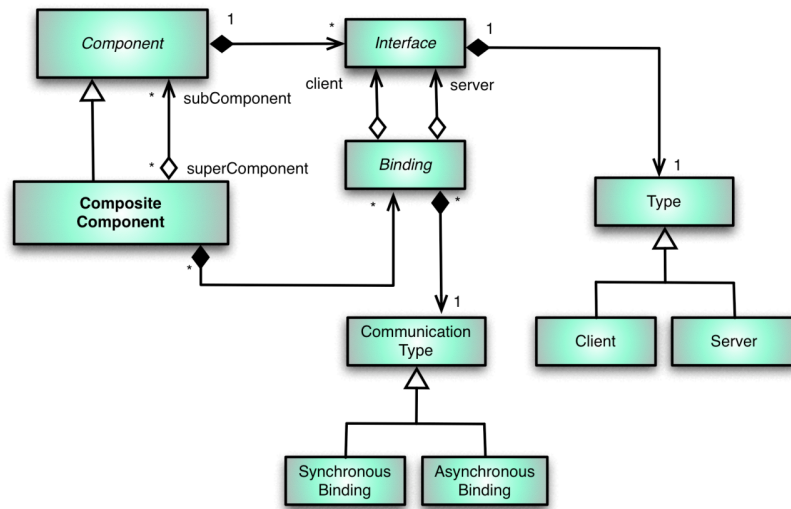 1
*
Component
Interface
1
client
server
*
subComponent
*
superComponent
Binding
1
Composite
Component
*
*
Type
*
1
Communication
Type
Client
Server
Synchronous
Binding
Asynchronous
Binding